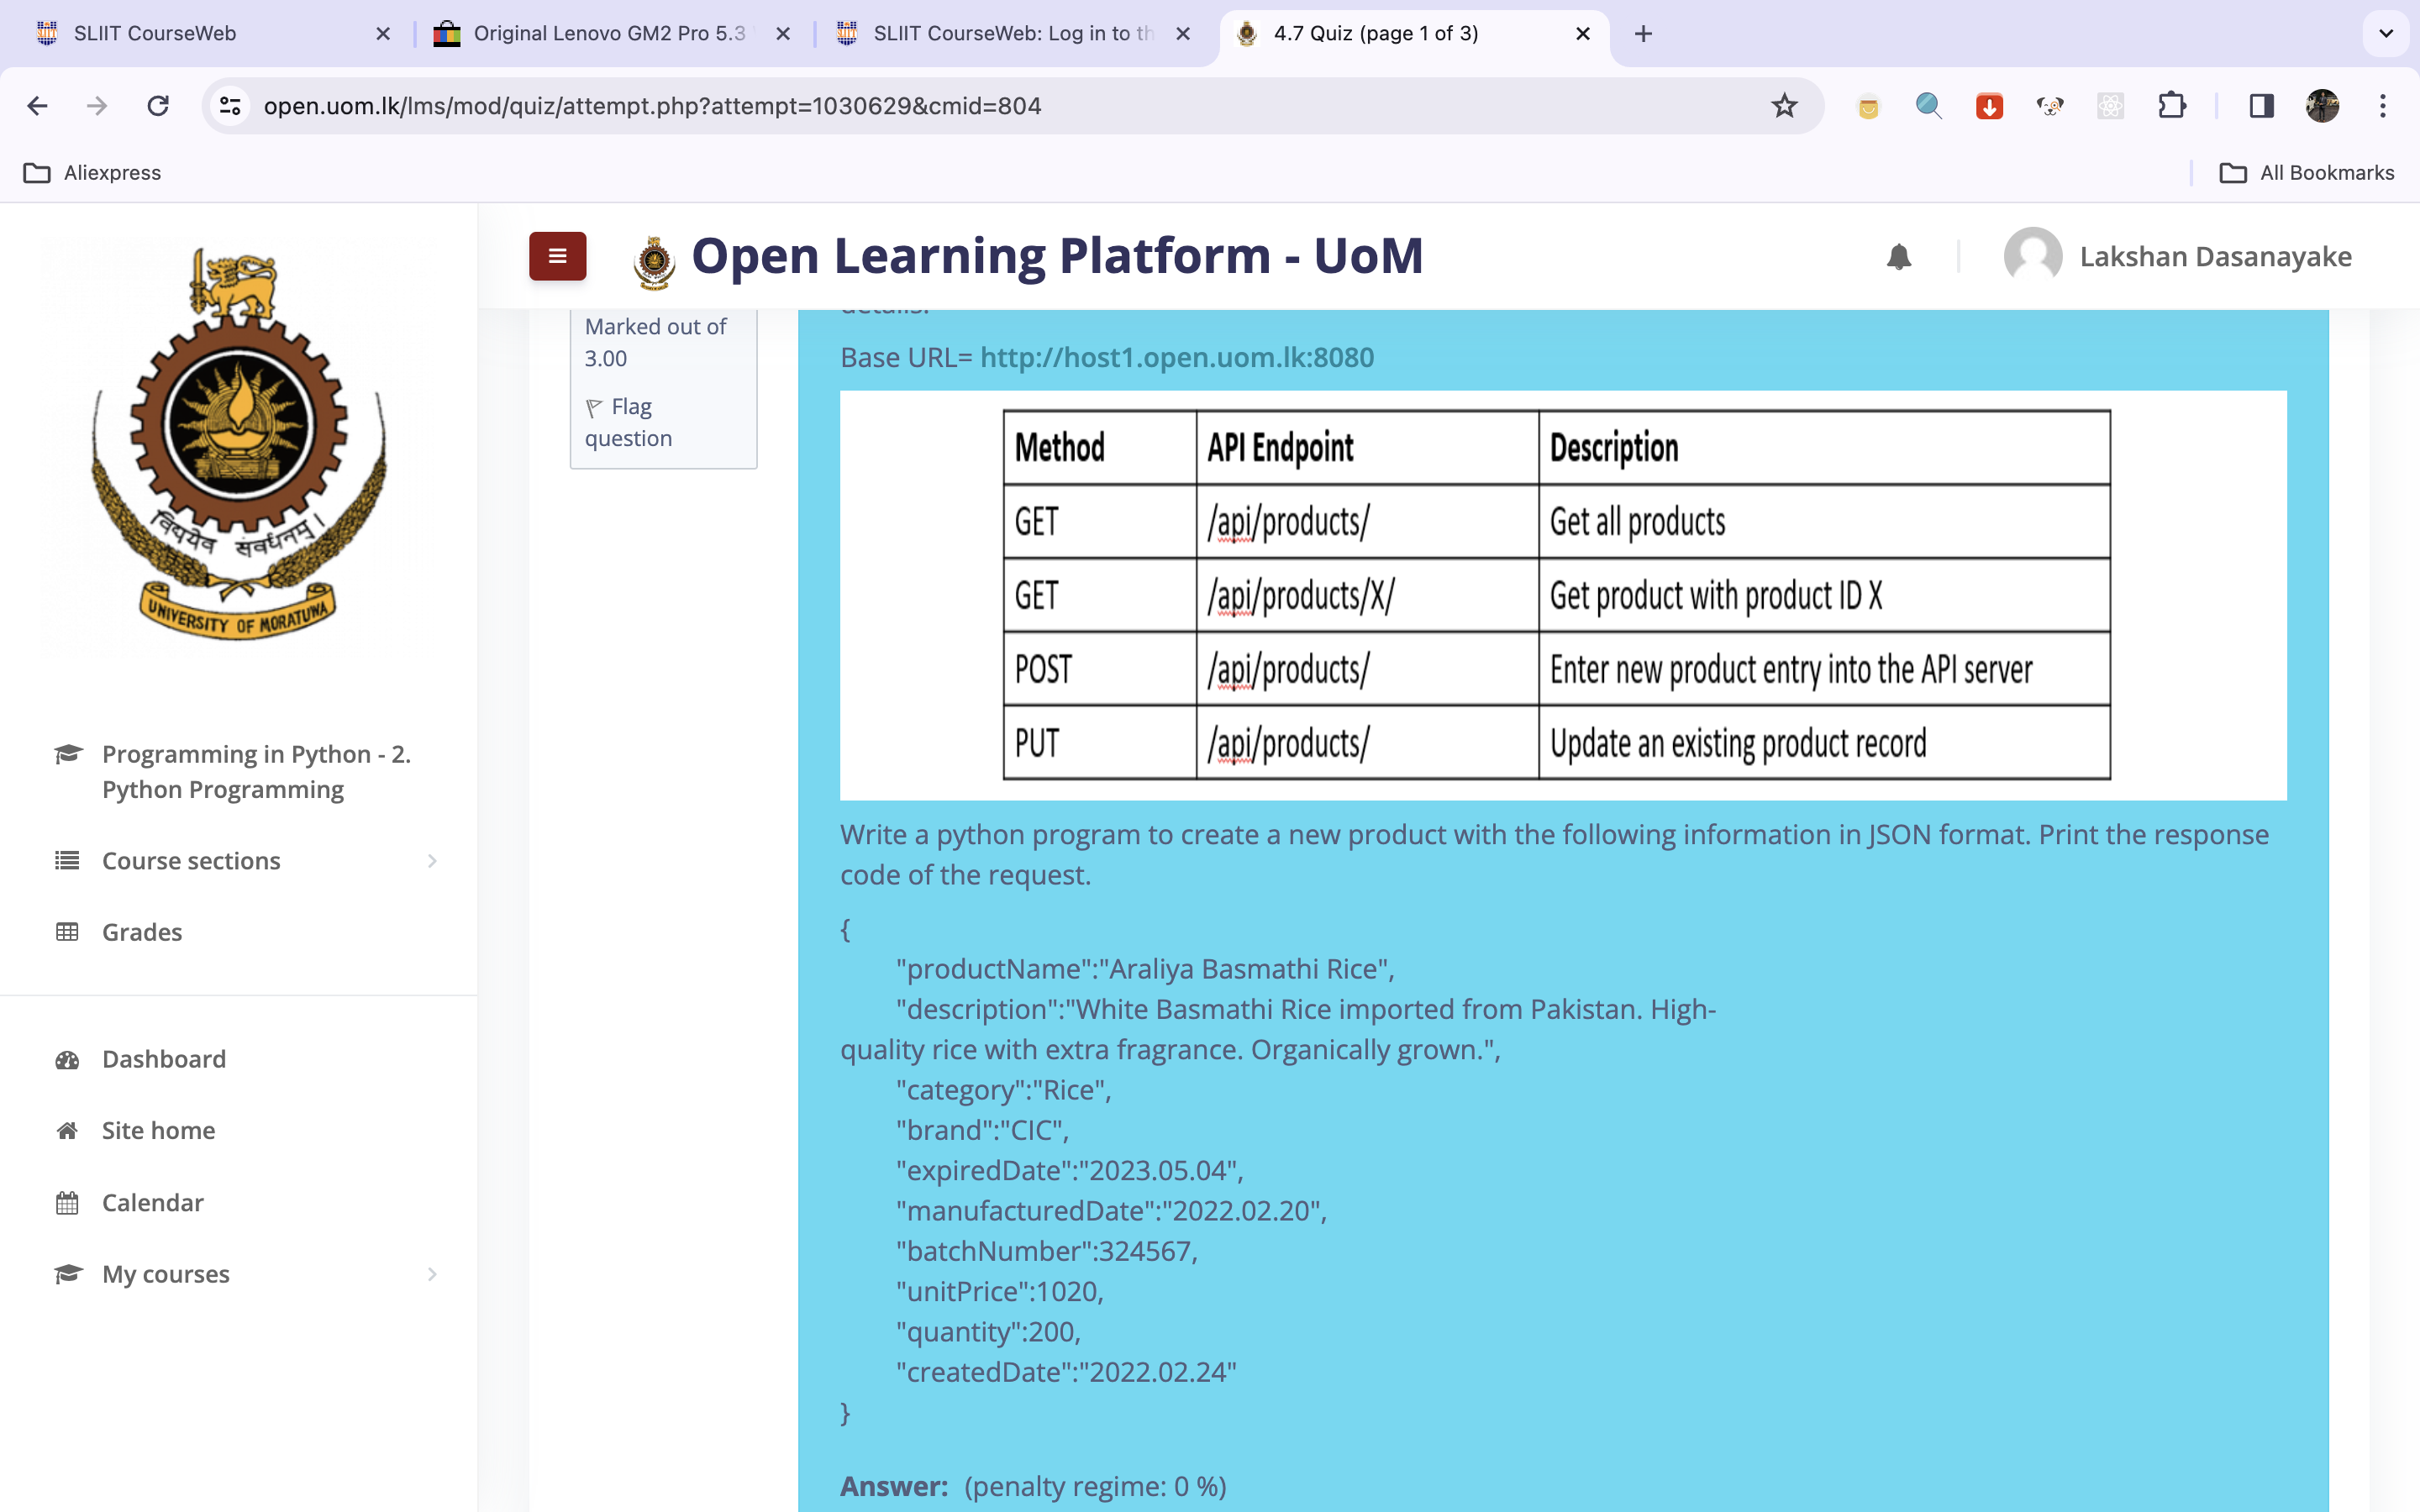 SLIIT CourseWeb
Original Lenovo GM2 Pro 5.3
SLIIT CourseWeb: Log in to th
4.7 Quiz (page 1 of 3)
open.uom.lk/lms/mod/quiz/attempt.php?attempt=1030629&cmid=804
Aliexpress
All Bookmarks
Open Learning Platform - UoM
Lakshan Dasanayake
विद्ययैव संवर्धनम्।
UNIVERSITY OF MORATUWA
Programming in Python - 2.
Python Programming
Course sections
Grades
Dashboard
Site home
Calendar
My courses
Marked out of
3.00
Flag
question
details.
Base URL= http://host1.open.uom.lk:8080
Method API Endpoint Description
GET /api/products/ Get all products
GET /api/products/X/ Get product with product ID X
POST /api/products/ Enter new product entry into the API server
PUT /api/products/ Update an existing product record
Write a python program to create a new product with the following information in JSON format. Print the response
code of the request.
{
"productName":"Araliya Basmathi Rice",
"description":"White Basmathi Rice imported from Pakistan. High-
quality rice with extra fragrance. Organically grown.",
"category":"Rice",
"brand":"CIC",
"expiredDate":"2023.05.04",
"manufacturedDate":"2022.02.20",
"batchNumber":324567,
"unitPrice":1020,
"quantity":200,
"createdDate":"2022.02.24"
}
Answer: (penalty regime: 0 %)